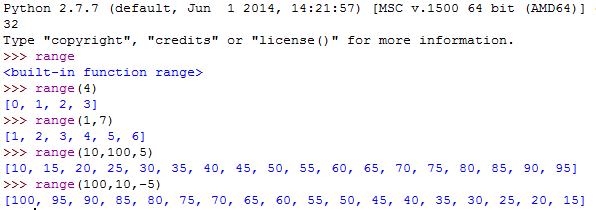 Python 2.7.7 (default, Jun  1 2014, 14:21:57) [MSC v.1500 64 bit (AMD64)]
32
Type "copyright", "credits" or "license()" for more information.
>>> range
<built-in function range>
>>> range(4)
[0, 1, 2, 3]
>>> range(1,7)
[1, 2, 3, 4, 5, 6]
>>> range(10,100,5)
[10, 15, 20, 25, 30, 35, 40, 45, 50, 55, 60, 65, 70, 75, 80, 85, 90, 95]
>>> range(100,10,-5)
[100, 95, 90, 85, 80, 75, 70, 65, 60, 55, 50, 45, 40, 35, 30, 25, 20, 15]